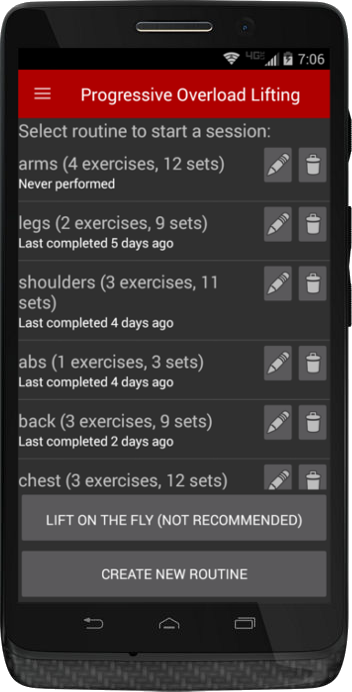 4G 7:06
Progressive Overload Lifting
Select routine to start a session:
arms (4 exercises, 12 sets)
Never performed
legs (2 exercises, 9 sets)
Last completed 5 days ago
shoulders (3 exercises, 11
sets)
Last completed 4 days ago
abs (1 exercises, 3 sets)
Last completed 4 days ago
back (3 exercises, 9 sets)
Last completed 2 days ago
chest (3 exercises, 12 sets)
LIFT ON THE FLY (NOT RECOMMENDED)
CREATE NEW ROUTINE